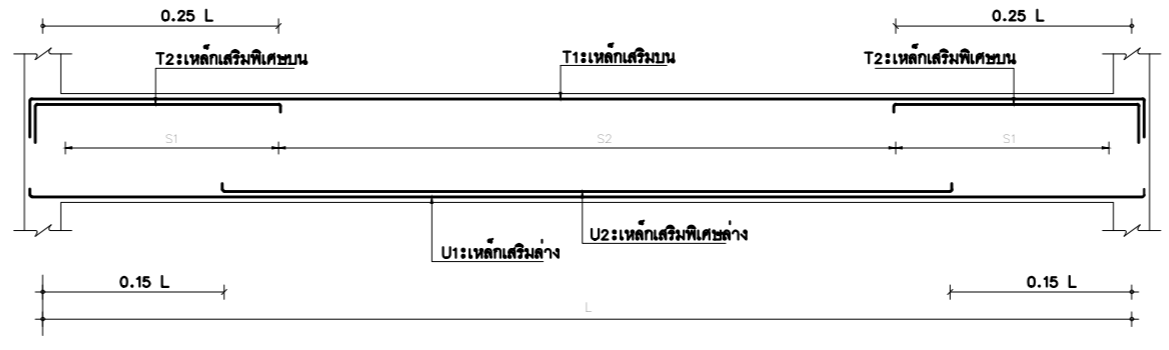 0.25 L 0.25 L
T2:เหล็กเสริมพิเศษบน T1:เหล็กเสริมบน T2:เหล็กเสริมพิเศษบน
S1 S2 S1
U1:เหล็กเสริมล่าง U2:เหล็กเสริมพิเศษล่าง
0.15 L 0.15 L
L